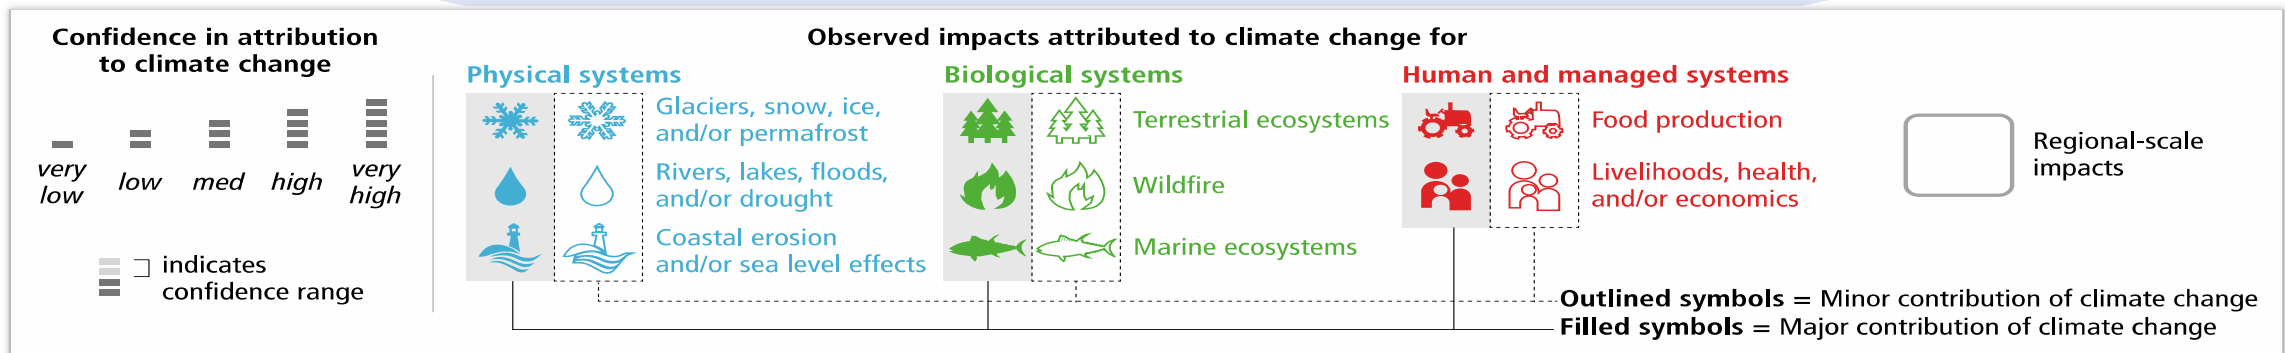 Confidence in attribution
to climate change
very
low
low
med
high
very
high
indicates
confidence range
Observed impacts attributed to climate change for
Physical systems
Glaciers, snow, ice,
and/or permafrost
Rivers, lakes, floods,
and/or drought
Coastal erosion
and/or sea level effects
Biological systems
Terrestrial ecosystems
Wildfire
Marine ecosystems
Human and managed systems
Food production
Livelihoods, health,
and/or economics
Regional-scale
impacts
Outlined symbols = Minor contribution of climate change
Filled symbols = Major contribution of climate change